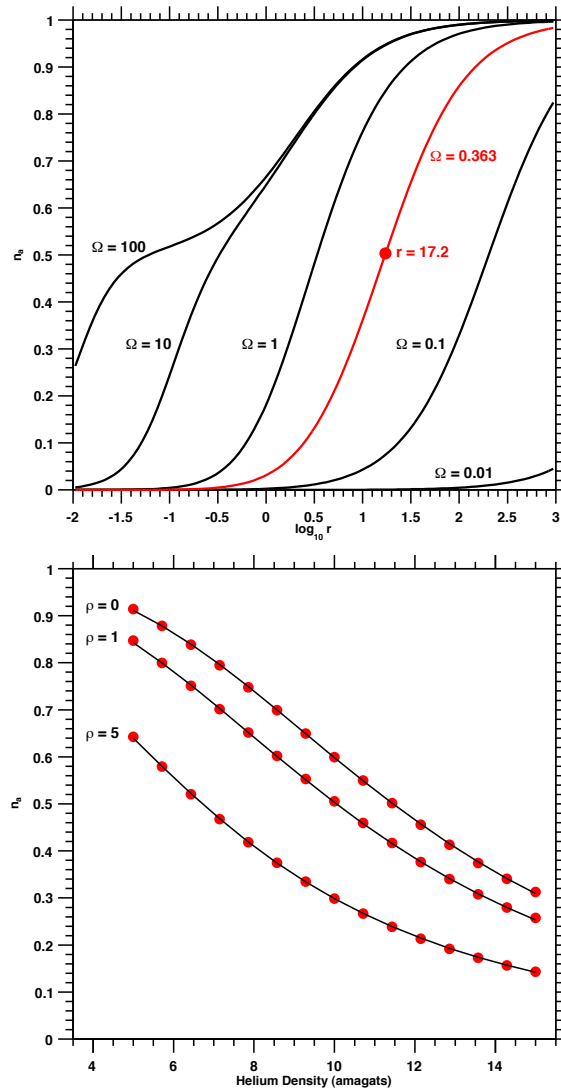 1
0.9
0.8
0.7
0.6
0.5
0.4
0.3
0.2
0.1
0
nₐ
Ω = 100
Ω = 10
Ω = 1
Ω = 0.363
r = 17.2
Ω = 0.1
Ω = 0.01
-2 -1.5 -1 -0.5 0 0.5 1 1.5 2 2.5 3
log₁₀ r
1
0.9
0.8
0.7
0.6
0.5
0.4
0.3
0.2
0.1
0
nₐ
ρ = 0
ρ = 1
ρ = 5
4 6 8 10 12 14
Helium Density (amagats)